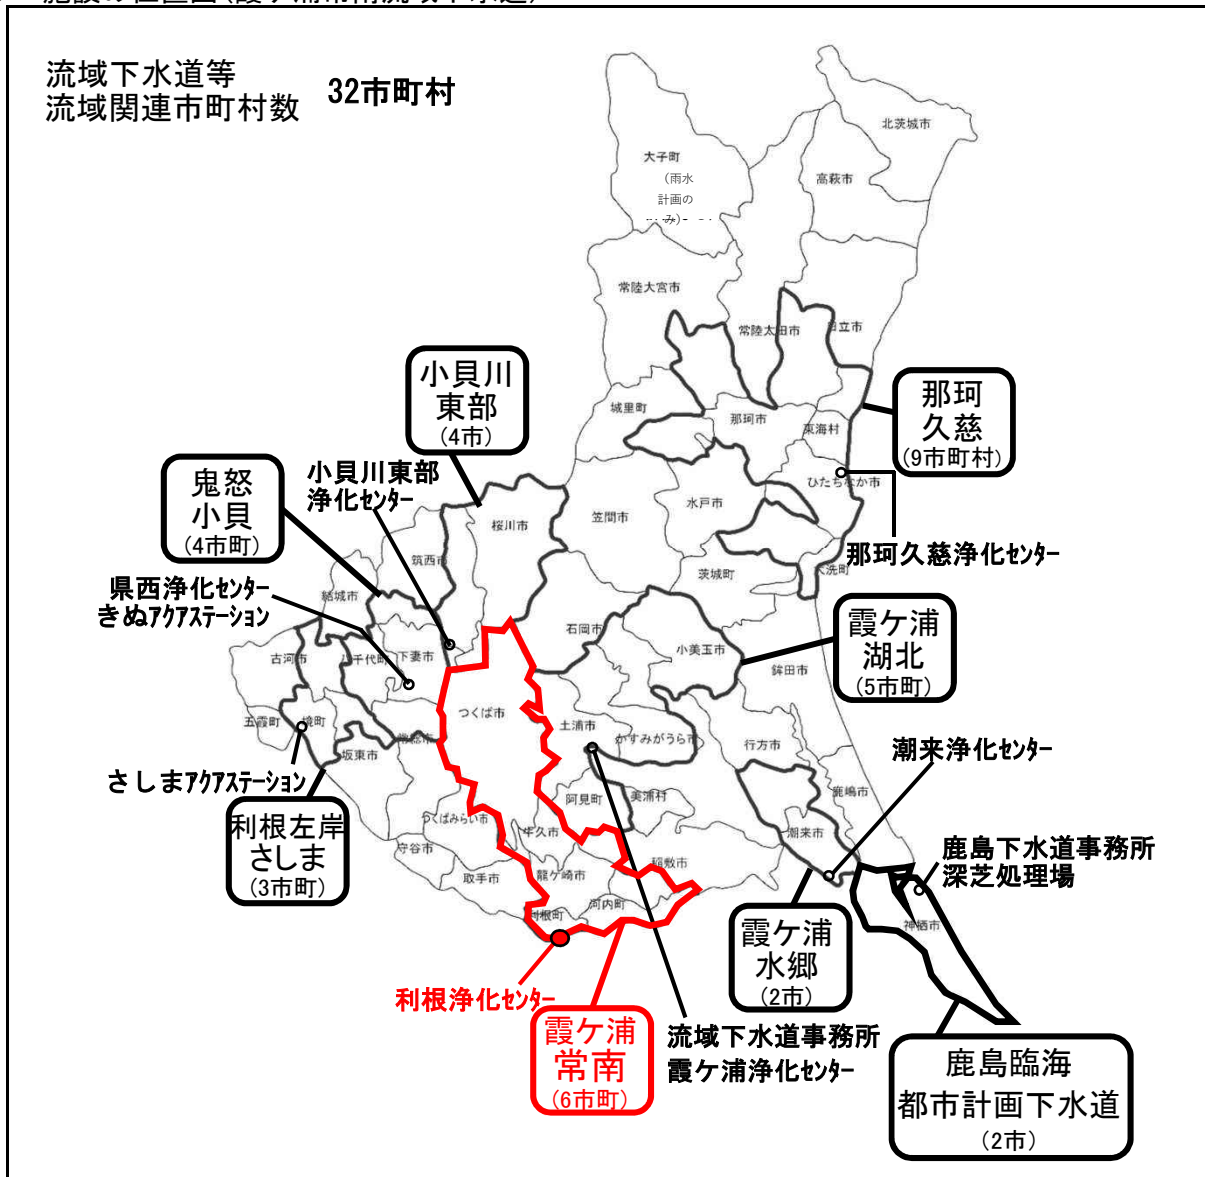 流域下水道等
流域関連市町村数
32市町村
北茨城市
大子町
(雨水
計画の
み)
高萩市
常陸大宮市
常陸太田市
日立市
小貝川
東部
(4市)
城里町
那珂市
東海村
那珂
久慈
(9市町村)
鬼怒
小貝
(4市町)
小貝川東部
浄化センター
ひたちなか市
水戸市
笠間市
桜川市
筑西市
那珂久慈浄化センター
茨城町
大洗町
県西浄化センター
きぬアクアステーション
結城市
石岡市
小美玉市
霞ケ浦
湖北
(5市町)
古河市
八千代町
下妻市
鉾田市
五霞町
境町
つくば市
土浦市
かすみがうら市
行方市
潮来浄化センター
常総市
坂東市
さしまアクアステーション
阿見町
美浦村
鹿嶋市
利根左岸
さしま
(3市町)
つくばみらい市
牛久市
潮来市
守谷市
取手市
龍ケ崎市
稲敷市
鹿島下水道事務所
深芝処理場
利根町
河内町
神栖市
霞ケ浦
水郷
(2市)
利根浄化センター
霞ケ浦
常南
(6市町)
流域下水道事務所
霞ケ浦浄化センター
鹿島臨海
都市計画下水道
(2市)